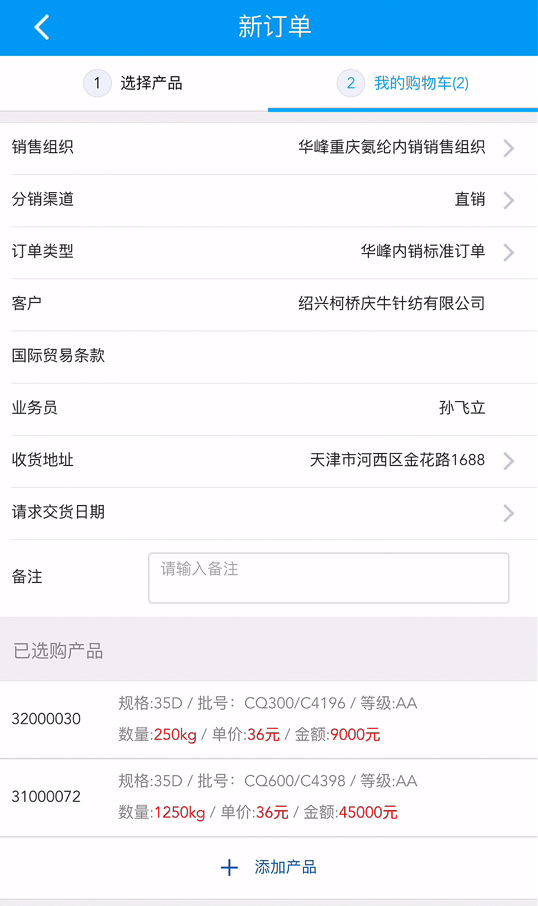 新订单
1 选择产品 2 我的购物车(2)
销售组织 华峰重庆氨纶内销销售组织
分销渠道 直销
订单类型 华峰内销标准订单
客户 绍兴柯桥庆牛针纺有限公司
国际贸易条款
业务员 孙飞立
收货地址 天津市河西区金花路1688
请求交货日期
备注 请输入备注
已选购产品
规格:35D / 批号：CQ300/C4196 / 等级:AA
32000030
数量:250kg / 单价:36元 / 金额:9000元
规格:35D / 批号：CQ600/C4398 / 等级:AA
31000072
数量:1250kg / 单价:36元 / 金额:45000元
+ 添加产品